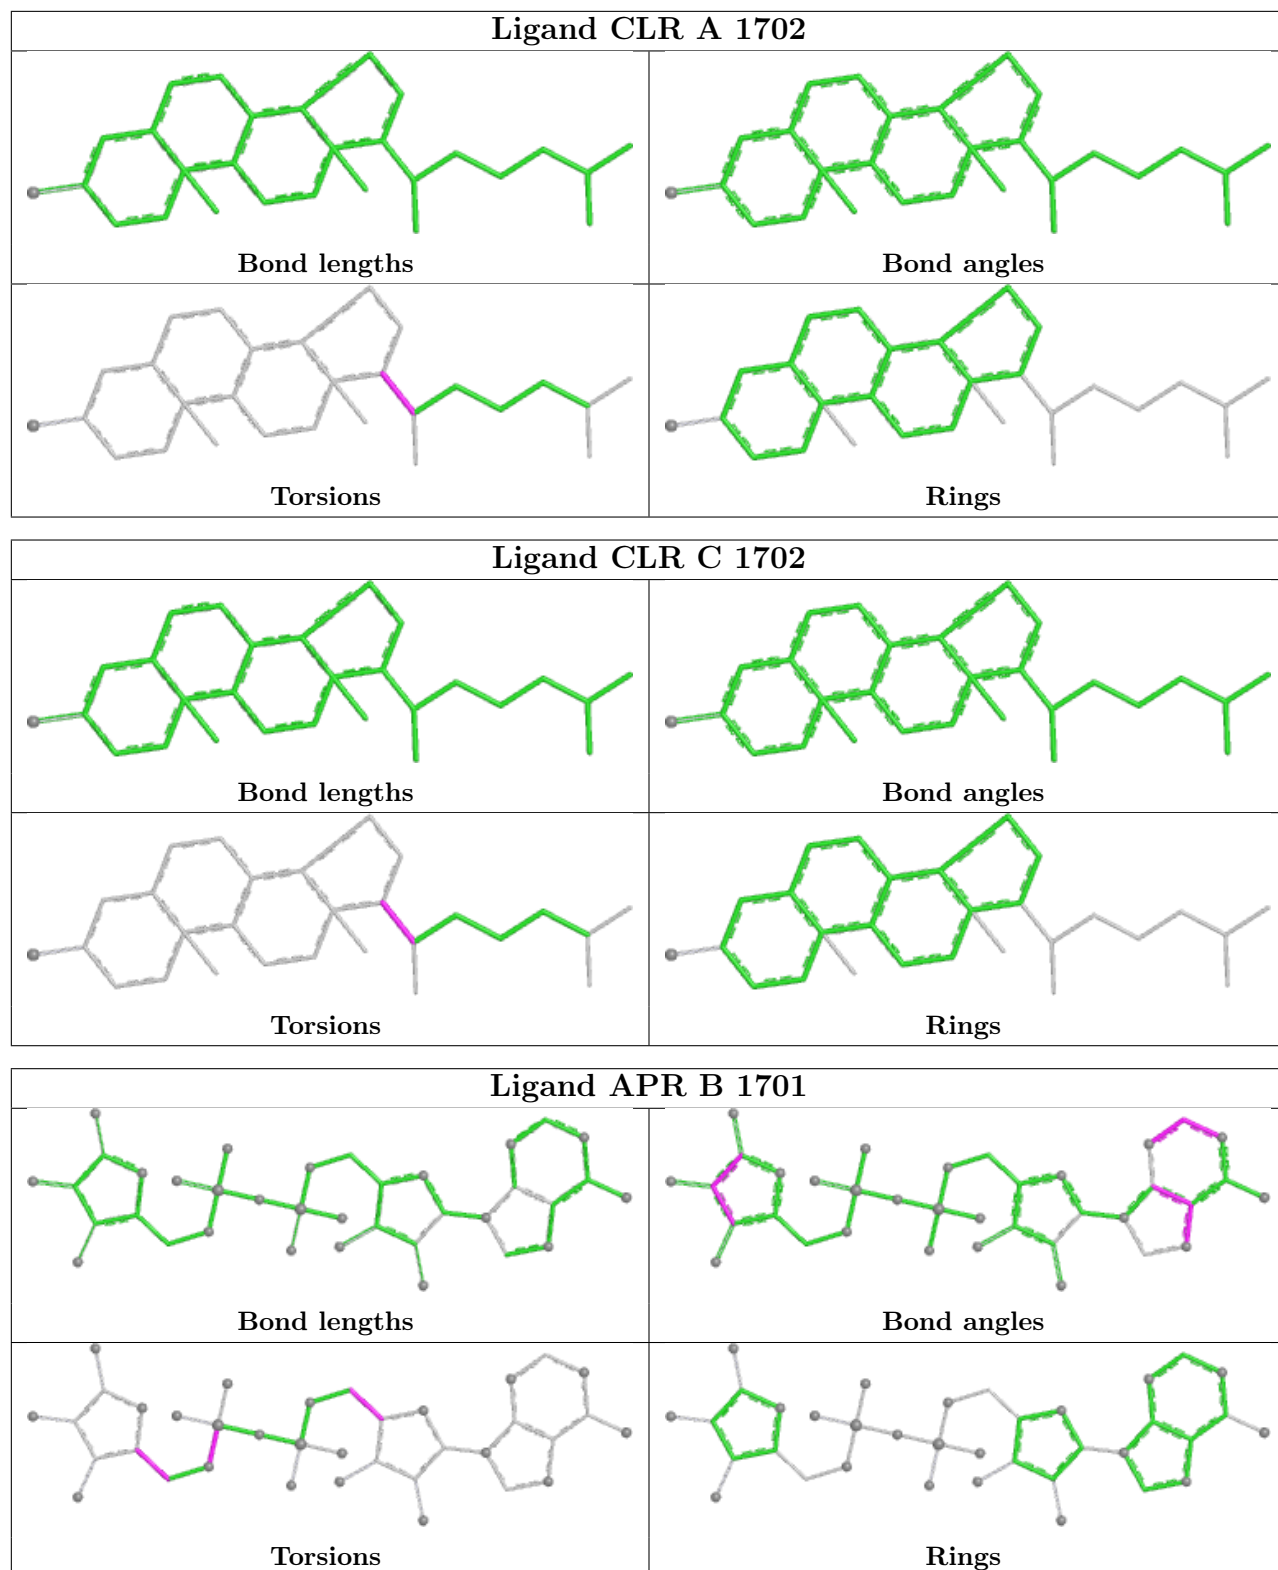 Ligand CLR A 1702
Bond lengths
Bond angles
Torsions
Rings
Ligand CLR C 1702
Bond lengths
Bond angles
Torsions
Rings
Ligand APR B 1701
Bond lengths
Bond angles
Torsions
Rings